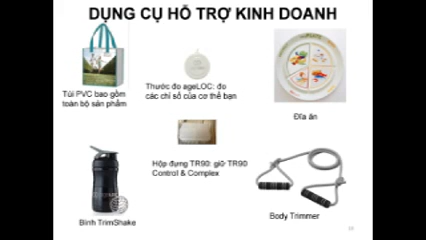 DỤNG CỤ HỖ TRỢ KINH DOANH
Túi PVC bao gồm
toàn bộ sản phẩm
Thước đo ageLOC: đo
các chỉ số của cơ thể bạn
Đĩa ăn
Hộp đựng TR90: giữ TR90
Control & Complex
Bình TrimShake
Body Trimmer